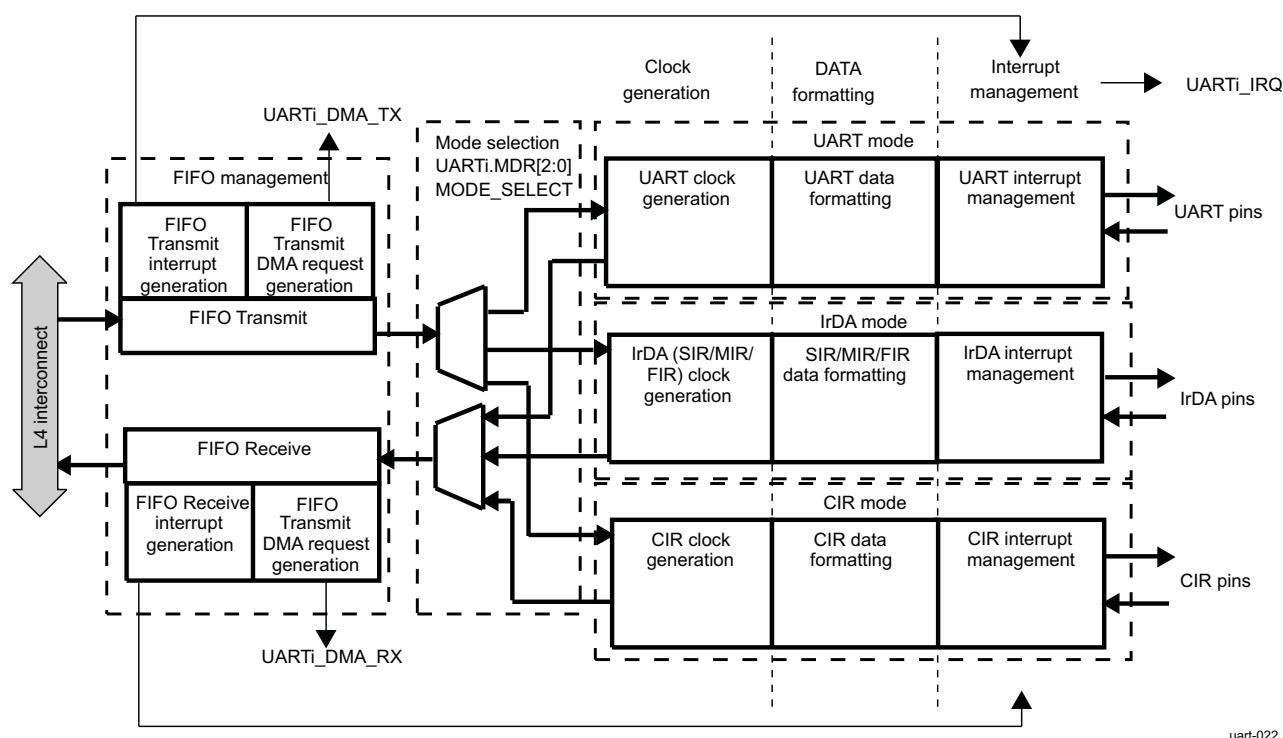 Clock
generation
DATA
formatting
Interrupt
management
UARTi_IRQ
UARTi_DMA_TX
Mode selection
UARTi.MDR[2:0]
MODE_SELECT
FIFO management
FIFO
Transmit
interrupt
generation
FIFO
Transmit
DMA request
generation
FIFO Transmit
L4 interconnect
FIFO Receive
FIFO Receive
interrupt
generation
FIFO
Transmit
DMA request
generation
UARTi_DMA_RX
UART mode
UART clock
generation
UART data
formatting
UART interrupt
management
UART pins
IrDA mode
IrDA (SIR/MIR/
FIR) clock
generation
SIR/MIR/FIR
data formatting
IrDA interrupt
management
IrDA pins
CIR mode
CIR clock
generation
CIR data
formatting
CIR interrupt
management
CIR pins
uart-022